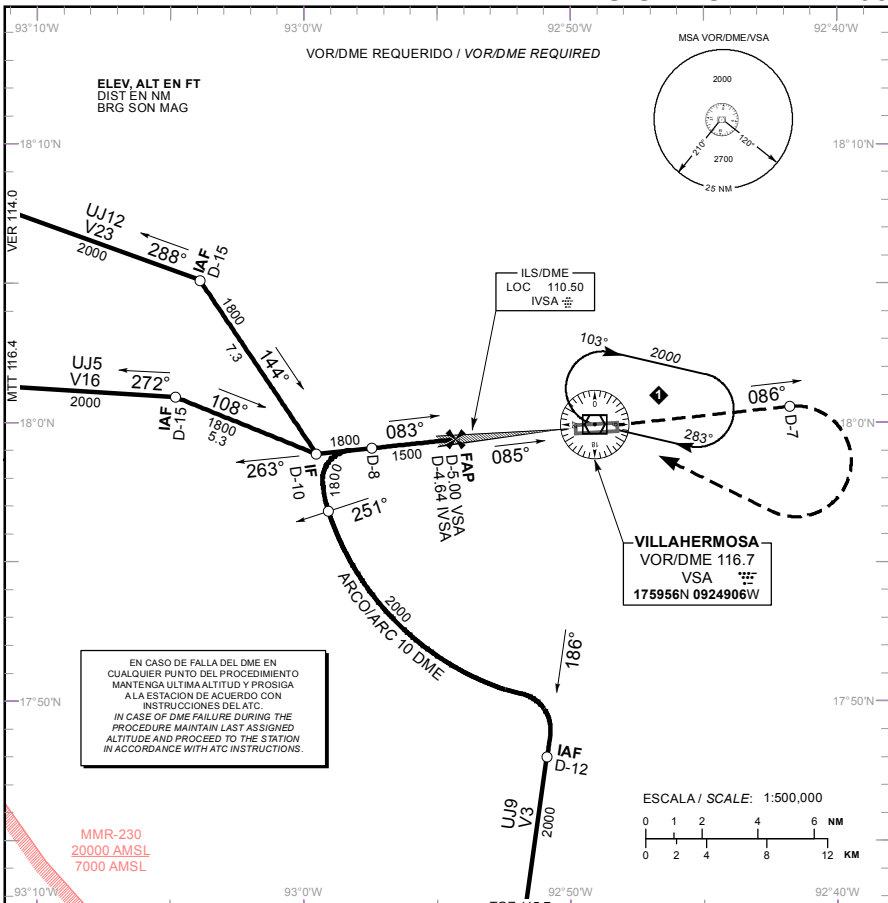 93°10'W
93°0'W
92°50'W
92°40'W
VOR/DME REQUERIDO / VOR/DME REQUIRED
MSA VOR/DME/VSA
2000
210°
120°
2700
25 NM
ELEV, ALT EN FT
DIST EN NM
BRG SON MAG
18°10'N
18°10'N
VER 114.0
UJ12
V23
2000
288°
IAF
D-15
1800
7.3
144°
ILS/DME
LOC 110.50
IVSA
MTT 116.4
UJ5
V16
2000
272°
IAF
D-15
108°
1800
5.3
103°
2000
1
086°
D-7
283°
18°0'N
18°0'N
263°
IF
D-10
1800
083°
D-8
1500
FAP
D-5.00 VSA
D-4.64 IVSA
085°
0
18
1800
251°
VILLAHERMOSA
VOR/DME 116.7
VSA
175956N 0924906W
2000
ARCO/ARC 10 DME
186°
EN CASO DE FALLA DEL DME EN
CUALQUIER PUNTO DEL PROCEDIMIENTO
MANTENGA ULTIMA ALTITUD Y PROSIGA
A LA ESTACION DE ACUERDO CON
INSTRUCCIONES DEL ATC.
IN CASE OF DME FAILURE DURING THE
PROCEDURE MAINTAIN LAST ASSIGNED
ALTITUDE AND PROCEED TO THE STATION
IN ACCORDANCE WITH ATC INSTRUCTIONS.
17°50'N
17°50'N
IAF
D-12
UJ9
V3
2000
ESCALA / SCALE: 1:500,000
0 1 2 4 6 NM
0 2 4 8 12 KM
MMR-230
20000 AMSL
7000 AMSL
93°10'W
93°0'W
92°50'W
92°40'W